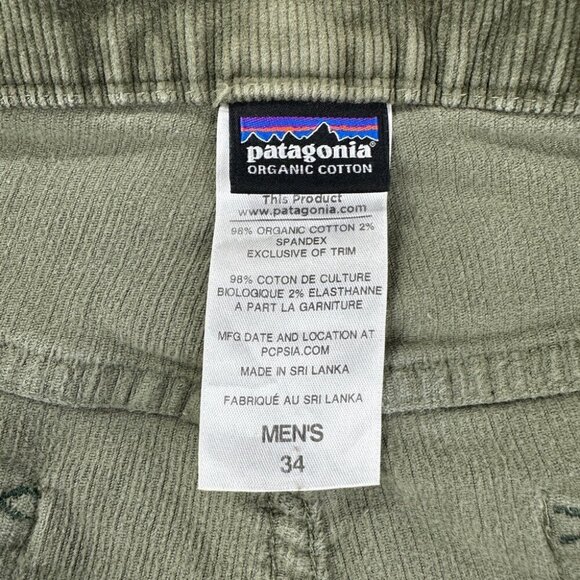 patagonia®
ORGANIC COTTON
This Product
www.patagonia.com
98% ORGANIC COTTON 2%
SPANDEX
EXCLUSIVE OF TRIM
98% COTON DE CULTURE
BIOLOGIQUE 2% ELASTHANNE
A PART LA GARNITURE
MFG DATE AND LOCATION AT
PCPSIA.COM
MADE IN SRI LANKA
FABRIQUÉ AU SRI LANKA
MEN'S
34